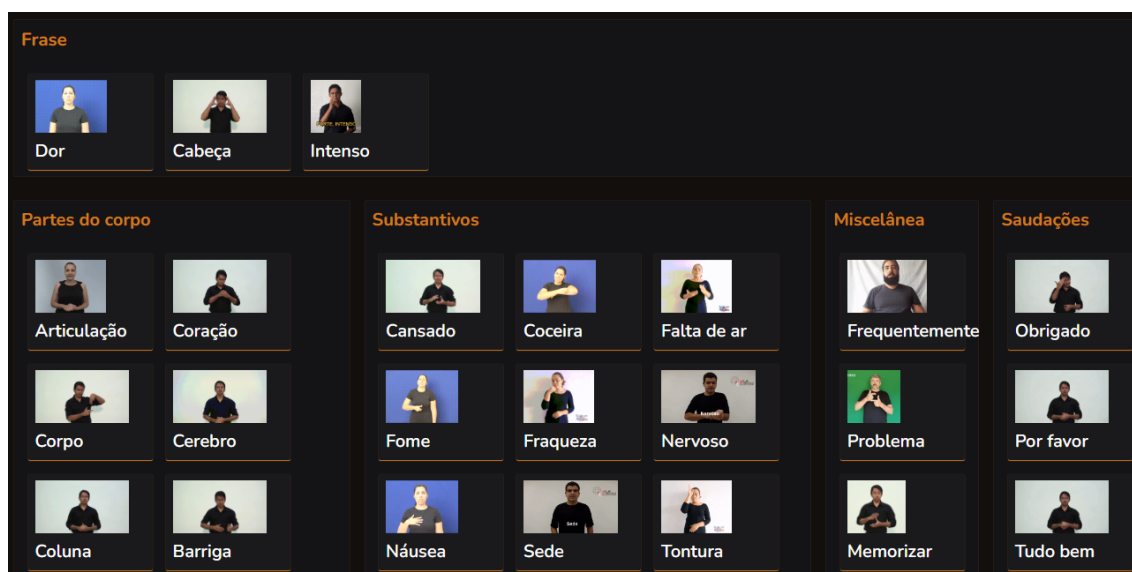 Frase
Dor Cabeça Intenso
Partes do corpo Substantivos Miscelânea Saudações
Articulação Coração Cansado Coceira Falta de ar Frequentemente Obrigado
Corpo Cerebro Fome Fraqueza Nervoso Problema Por favor
Coluna Barriga Náusea Sede Tontura Memorizar Tudo bem